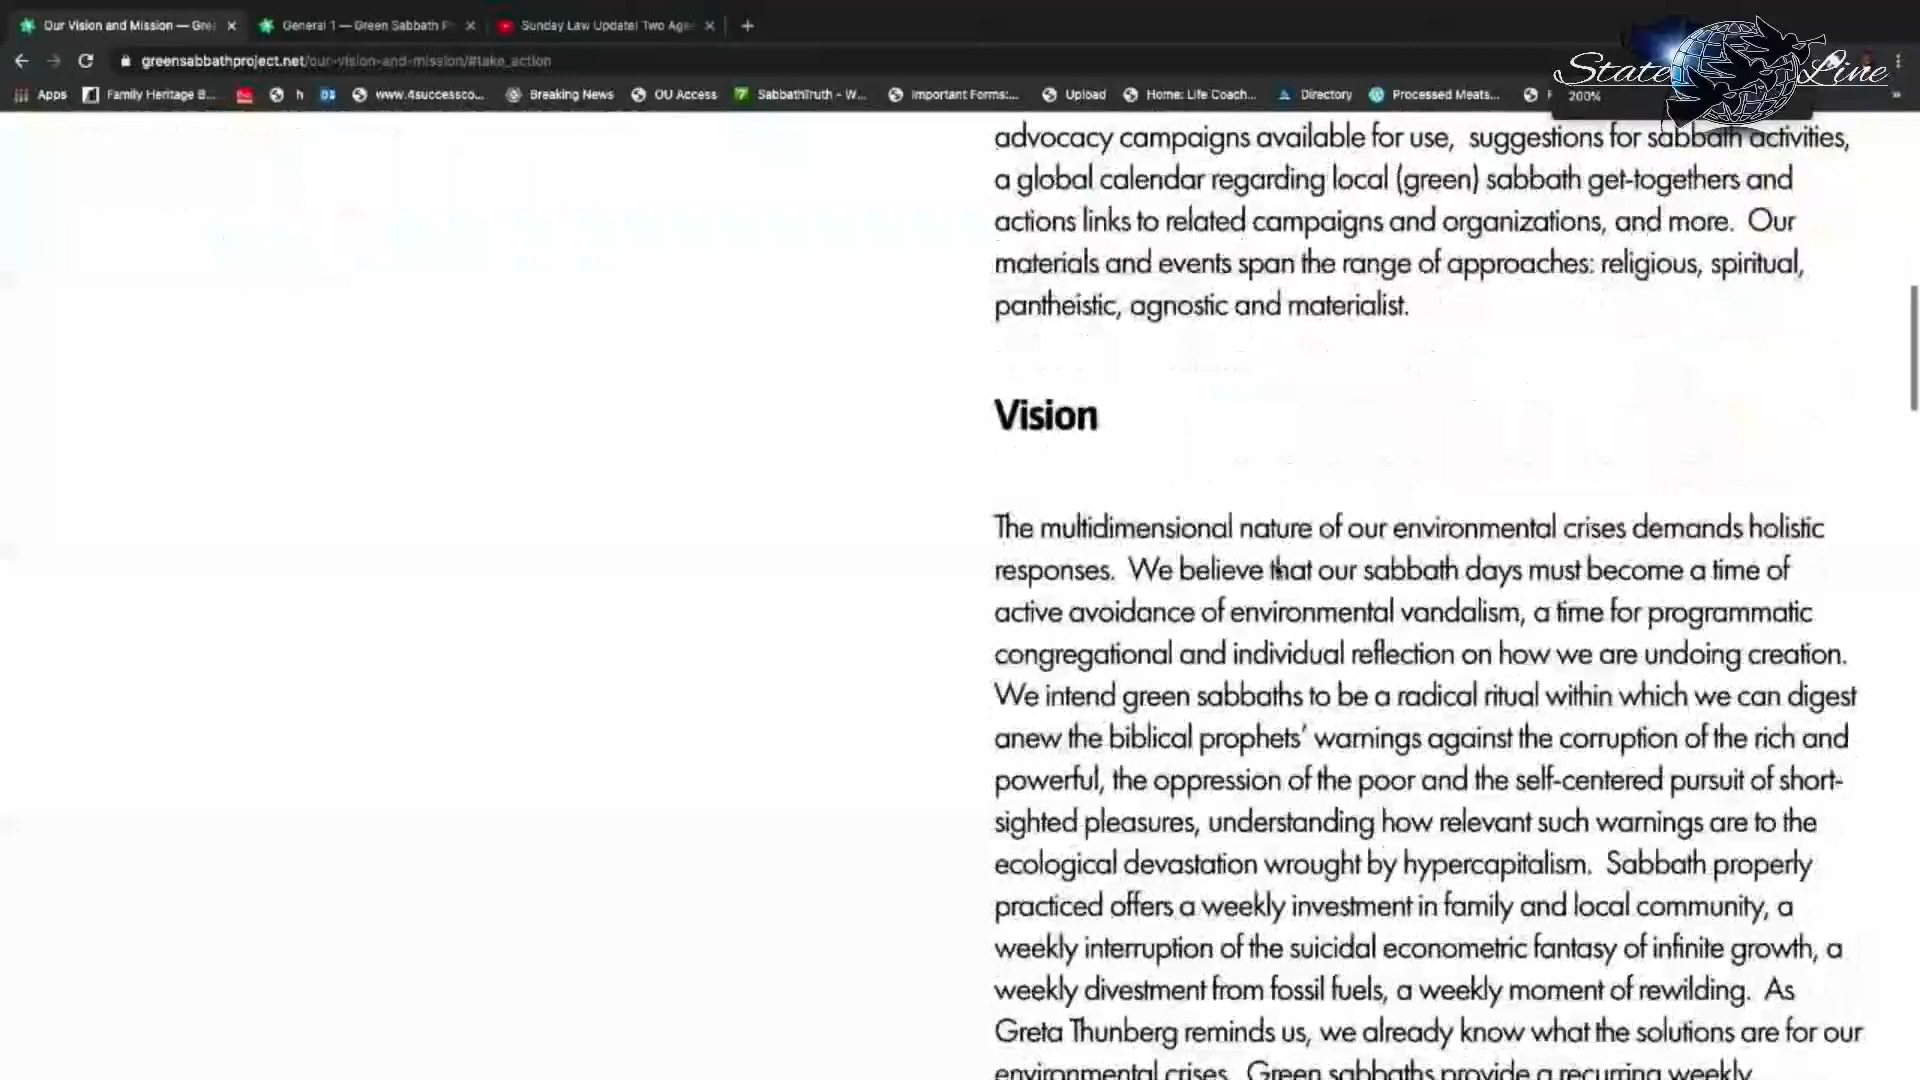 Our Vision and Mission — Gre
General 1 — Green Sabbath P
Sunday Law Update! Two Age
greensabbathproject.net/our-vision-and-mission/#take_action
State Line
Apps
Family Heritage B...
h
www.4successco...
Breaking News
OU Access
SabbathTruth - W...
Important Forms:...
Upload
Home: Life Coach...
Directory
Processed Meats...
200%
advocacy campaigns available for use, suggestions for sabbath activities,
a global calendar regarding local (green) sabbath get-togethers and
actions links to related campaigns and organizations, and more. Our
materials and events span the range of approaches: religious, spiritual,
pantheistic, agnostic and materialist.
Vision
The multidimensional nature of our environmental crises demands holistic
responses. We believe that our sabbath days must become a time of
active avoidance of environmental vandalism, a time for programmatic
congregational and individual reflection on how we are undoing creation.
We intend green sabbaths to be a radical ritual within which we can digest
anew the biblical prophets' warnings against the corruption of the rich and
powerful, the oppression of the poor and the self-centered pursuit of short-
sighted pleasures, understanding how relevant such warnings are to the
ecological devastation wrought by hypercapitalism. Sabbath properly
practiced offers a weekly investment in family and local community, a
weekly interruption of the suicidal econometric fantasy of infinite growth, a
weekly divestment from fossil fuels, a weekly moment of rewilding. As
Greta Thunberg reminds us, we already know what the solutions are for our
environmental crises. Green sabbaths provide a recurring weekly